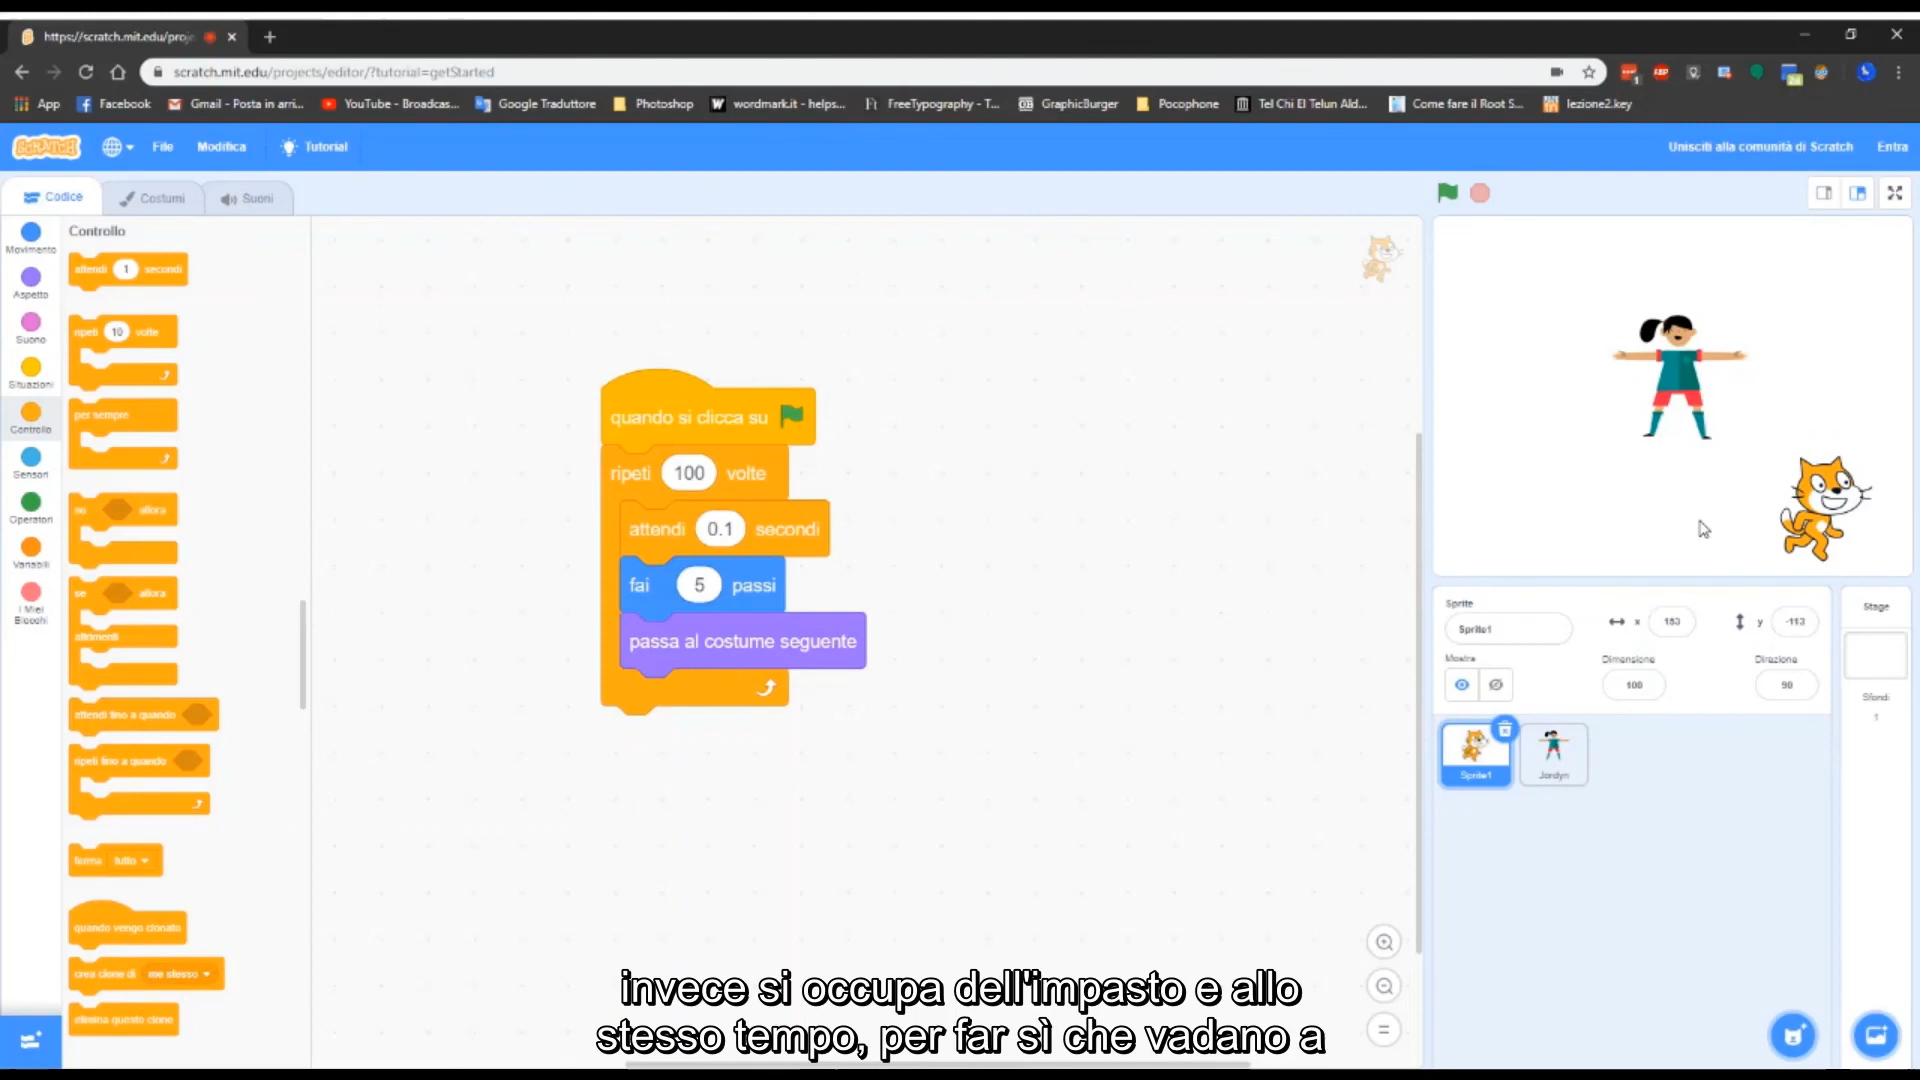 https://scratch.mit.edu/proje
scratch.mit.edu/projects/editor/?tutorial=getStarted
App
Facebook
Gmail - Posta in arri...
YouTube - Broadcas...
Google Traduttore
Photoshop
wordmark.it - helps...
FreeTypography - T...
GraphicBurger
Pocophone
Tel Chi El Telun Ald...
Come fare il Root S...
lezione2.key
SCRATCH
File
Modifica
Tutorial
Unisciti alla comunità di Scratch
Entra
Codice
Costumi
Suoni
Movimento
Aspetto
Suono
Situazioni
Controllo
Sensori
Operatori
Variabili
I Miei
Blocchi
Controllo
attendi 1 secondi
ripeti 10 volte
per sempre
se allora
se allora
altrimenti
attendi fino a quando
ripeti fino a quando
ferma tutto
quando vengo clonato
crea clone di me stesso
elimina questo clone
quando si clicca su
ripeti 100 volte
attendi 0.1 secondi
fai 5 passi
passa al costume seguente
Sprite
Sprite1
x 153
y -113
Mostra
Dimensione
100
Direzione
90
Sprite1
Jordyn
Stage
Sfondi
1
invece si occupa dell'impasto e allo
stesso tempo, per far sì che vadano a